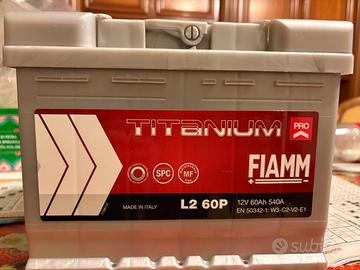 TITANIUM PRO
FIAMM
SPC
MF
MADE IN ITALY
L2 60P
12V 60Ah 540A
EN 50342-1: W3-C2-V2-E1
subito